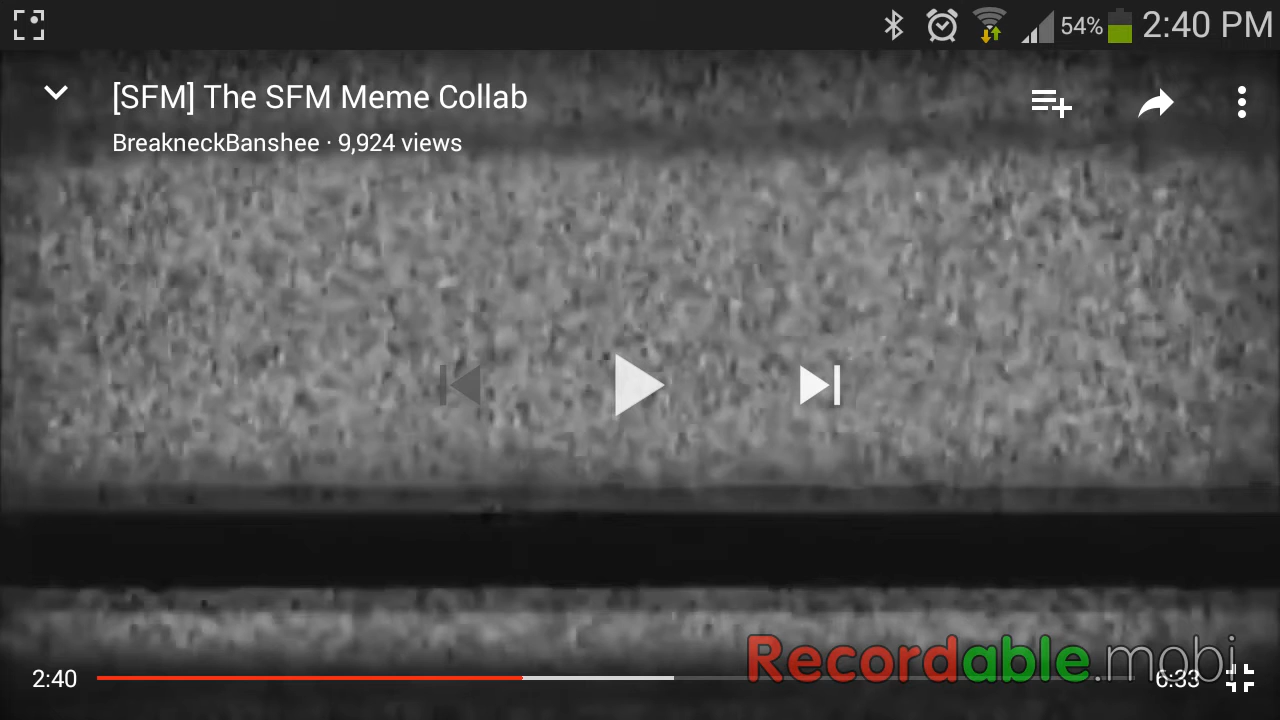 54% 2:40 PM
[SFM] The SFM Meme Collab
BreakneckBanshee · 9,924 views
Recordable.mobi
2:40 6:33